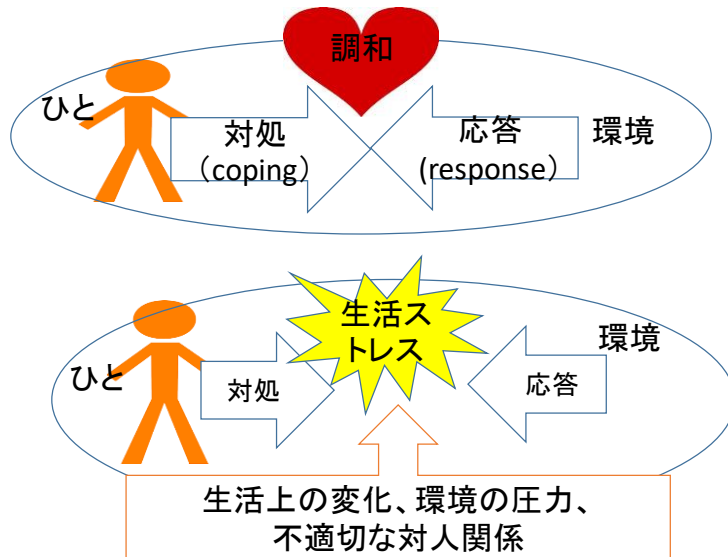 調和
ひと
対処
（coping）
応答
(response）
環境
生活ス
トレス
環境
ひと
対処
応答
生活上の変化、環境の圧力、
不適切な対人関係